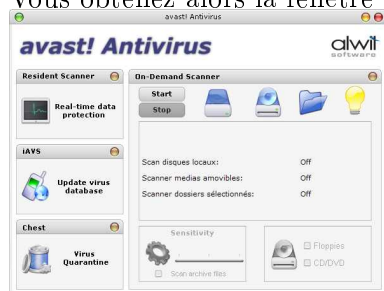 Vous obtenez alors la fenêtre
avast! Antivirus
avast! Antivirus
alwil
software
Resident Scanner
Real-time data
protection
iAVS
Update virus
database
Chest
Virus
Quarantine
On-Demand Scanner
Start
Stop
Scan disques locaux: Off
Scanner medias amovibles: Off
Scanner dossiers sélectionnés: Off
Sensitivity
Scan archive files
Floppies
CD/DVD